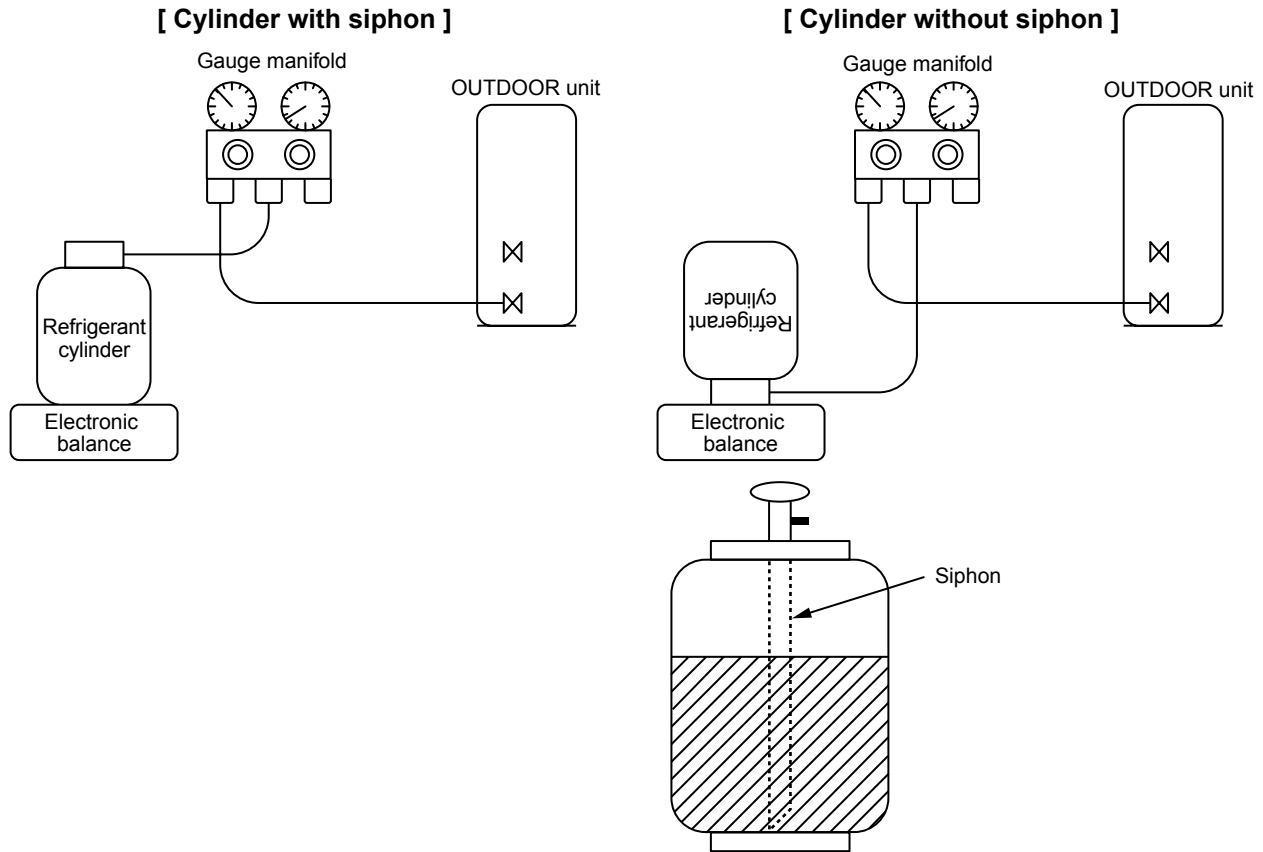 [ Cylinder with siphon ]
Gauge manifold
OUTDOOR unit
Refrigerant
cylinder
Electronic
balance
[ Cylinder without siphon ]
Gauge manifold
OUTDOOR unit
Refrigerant
cylinder
Electronic
balance
Siphon